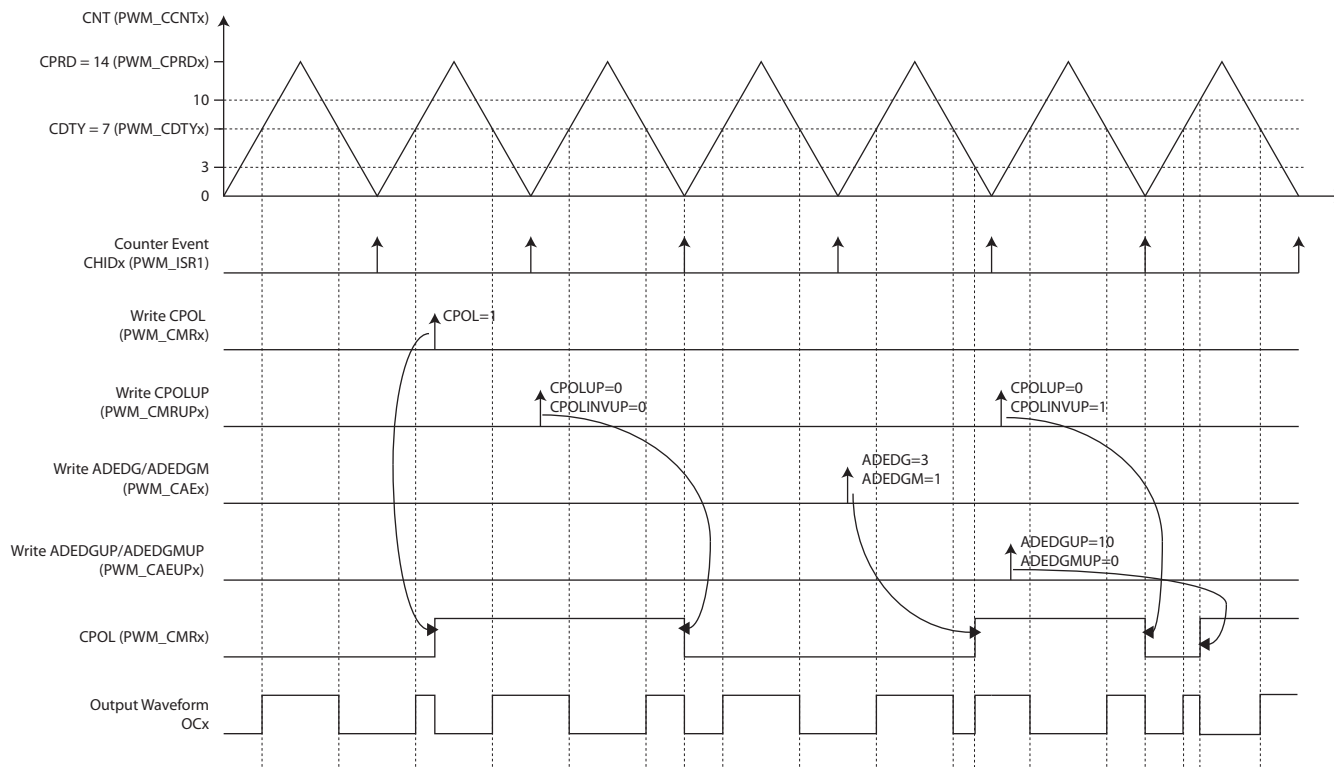 CNT (PWM_CCNTx)
CPRD = 14 (PWM_CPRDx)
10
CDTY = 7 (PWM_CDTYx)
3
0
Counter Event
CHIDx (PWM_ISR1)
Write CPOL
(PWM_CMRx)
CPOL=1
Write CPOLUP
(PWM_CMRUPx)
CPOLUP=0
CPOLINVUP=0
CPOLUP=0
CPOLINVUP=1
Write ADEDG/ADEDGM
(PWM_CAEx)
ADEDG=3
ADEDGM=1
Write ADEDGUP/ADEDGMUP
(PWM_CAEUPx)
ADEDGUP=10
ADEDGMUP=0
CPOL (PWM_CMRx)
Output Waveform
OCx